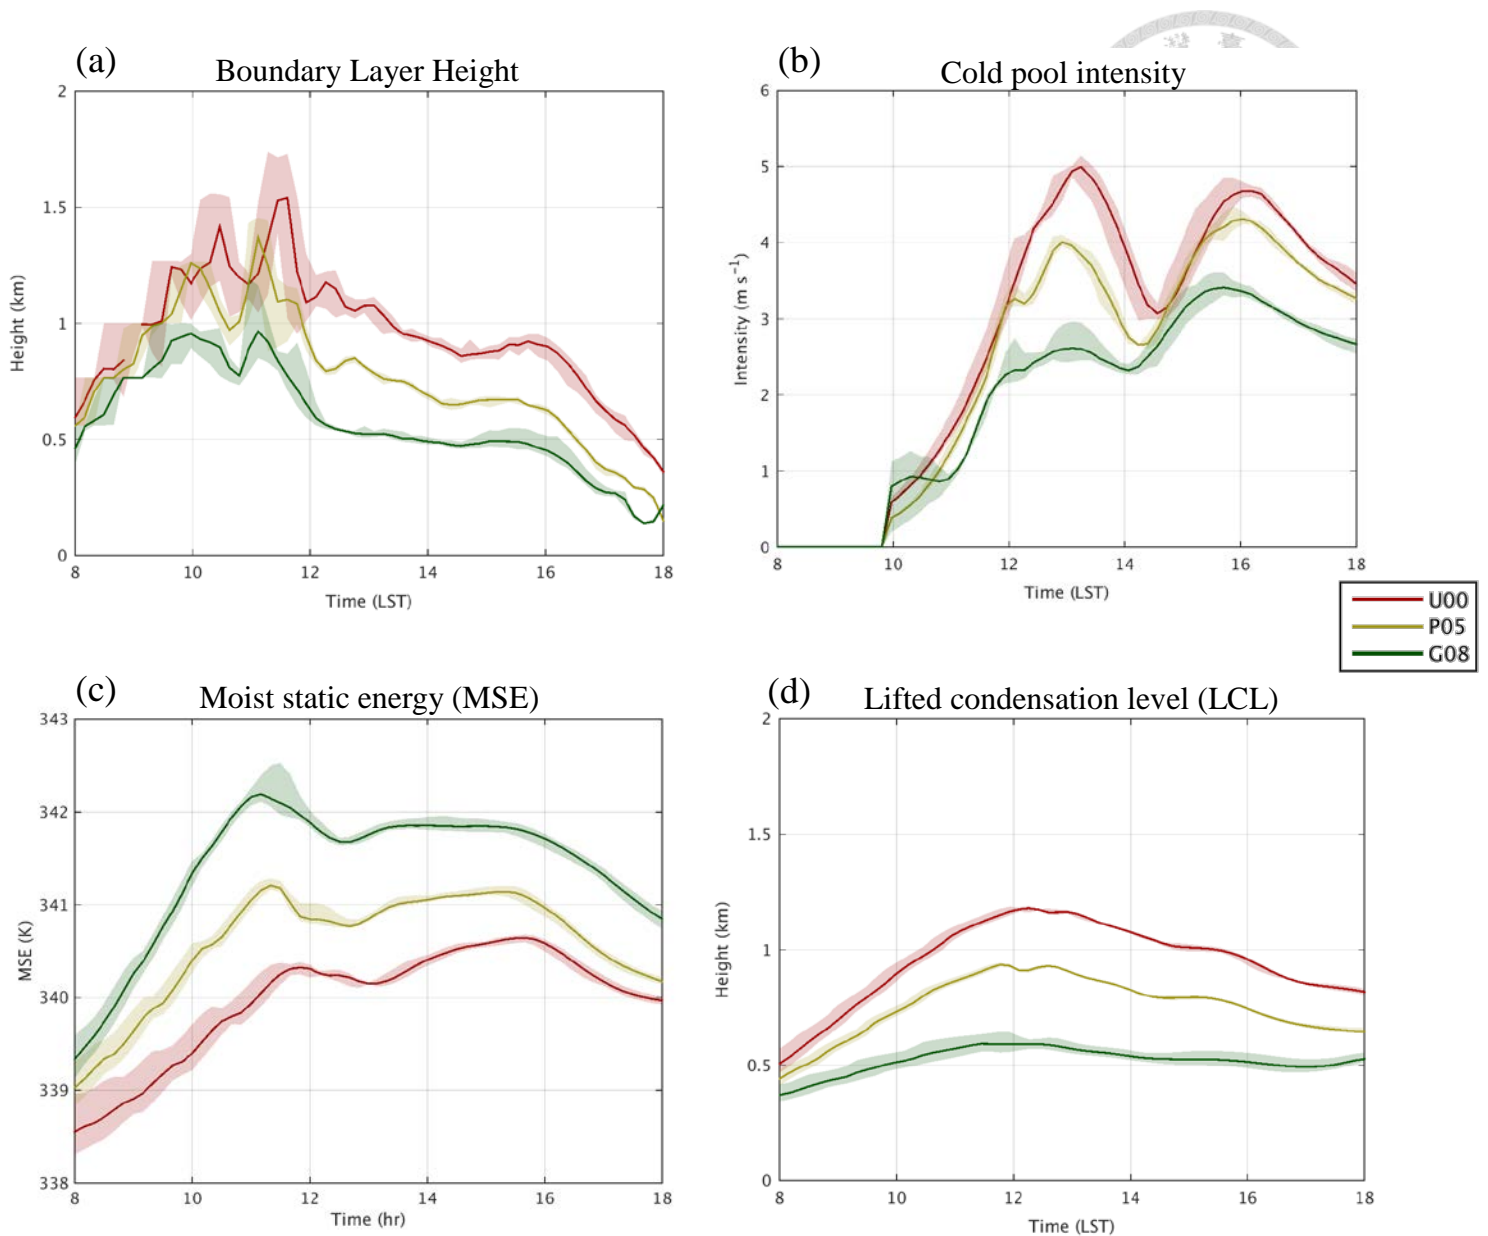 (a)
Boundary Layer Height
2
1.5
1
0.5
0
Height (km)
8 10 12 14 16 18
Time (LST)
(b)
Cold pool intensity
6
5
4
3
2
1
0
Intensity (m s⁻¹)
8 10 12 14 16 18
Time (LST)
U00
P05
G08
(c)
Moist static energy (MSE)
343
342
341
340
339
338
MSE (K)
8 10 12 14 16 18
Time (hr)
(d)
Lifted condensation level (LCL)
2
1.5
1
0.5
0
Height (km)
8 10 12 14 16 18
Time (LST)